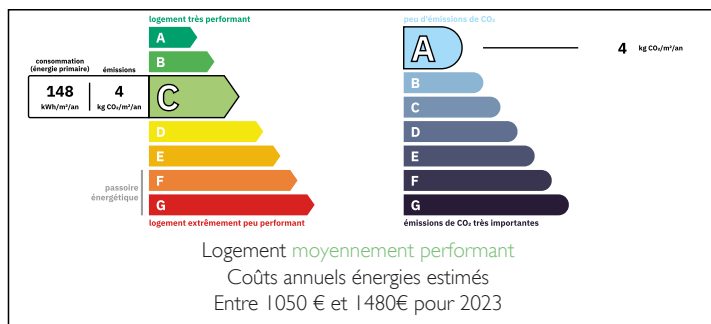 logement très performant
A
B
consommation
(énergie primaire)
émissions
148
kWh/m²/an
4
kg CO₂/m²/an
C
D
E
passoire
énergétique
F
G
logement extrêmement peu performant
peu d'émissions de CO₂
A
4 kg CO₂/m²/an
B
C
D
E
F
G
émissions de CO₂ très importantes
Logement moyennement performant
Coûts annuels énergies estimés
Entre 1050 € et 1480€ pour 2023